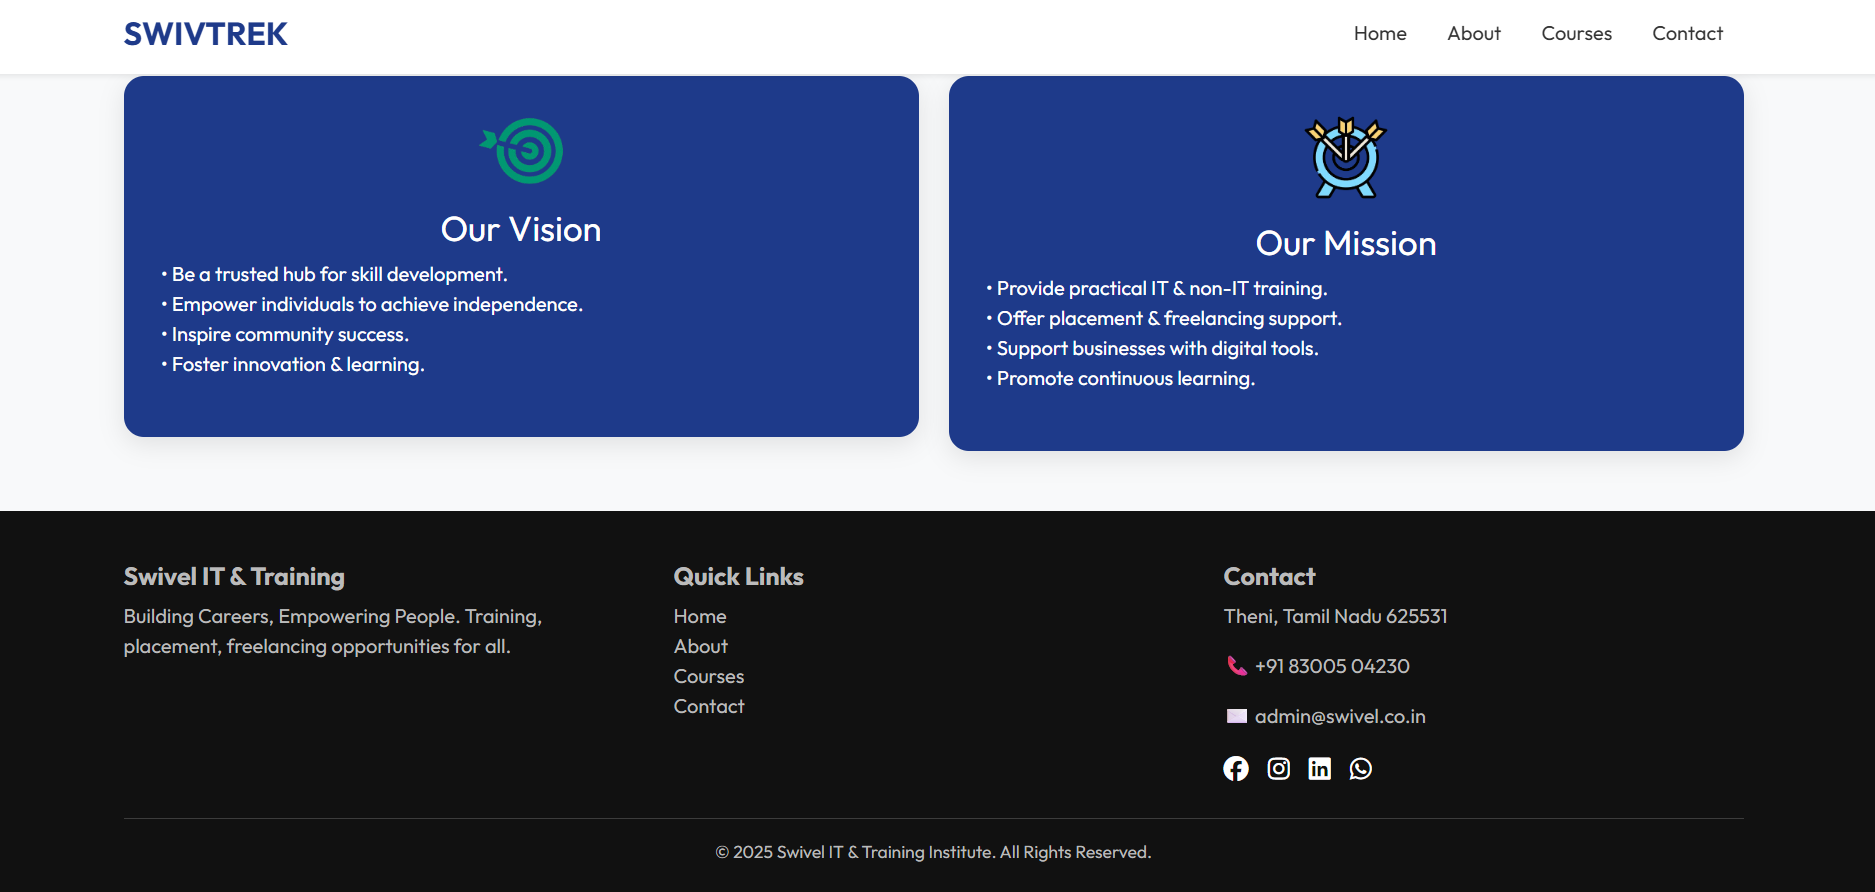 SWIVTREK
Home About Courses Contact
Our Vision
• Be a trusted hub for skill development.
• Empower individuals to achieve independence.
• Inspire community success.
• Foster innovation & learning.
Our Mission
• Provide practical IT & non-IT training.
• Offer placement & freelancing support.
• Support businesses with digital tools.
• Promote continuous learning.
Swivel IT & Training
Building Careers, Empowering People. Training,
placement, freelancing opportunities for all.
Quick Links
Home
About
Courses
Contact
Contact
Theni, Tamil Nadu 625531
+91 83005 04230
admin@swivel.co.in
© 2025 Swivel IT & Training Institute. All Rights Reserved.